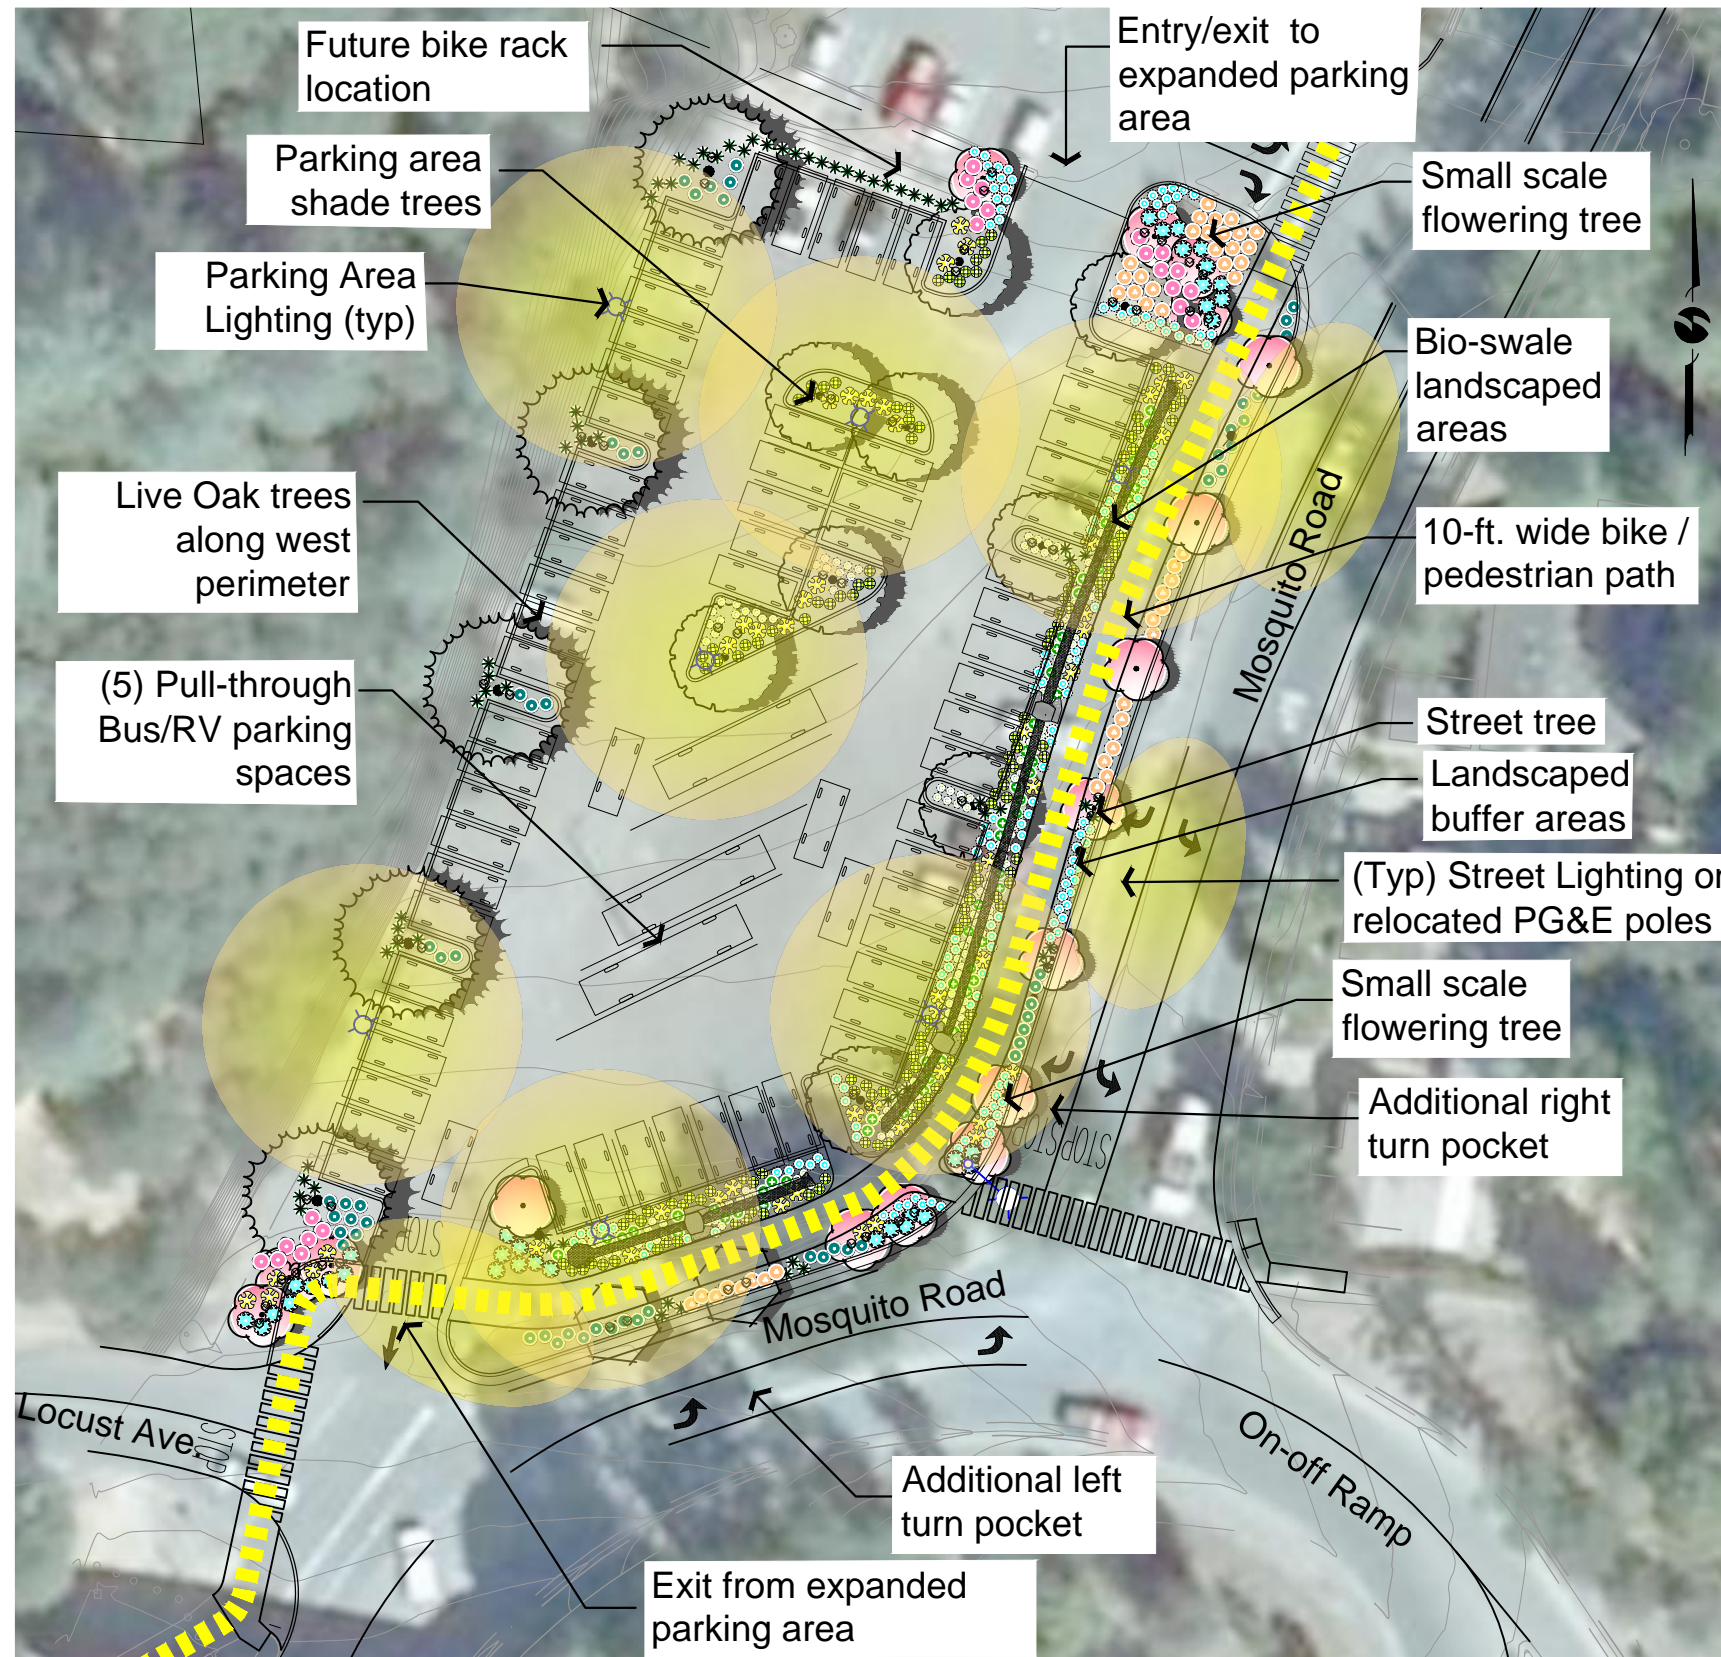 Future bike rack
location
Entry/exit to
expanded parking
area
Parking area
shade trees
Small scale
flowering tree
Parking Area
Lighting (typ)
Bio-swale
landscaped
areas
Live Oak trees
along west
perimeter
Mosquito Road
10-ft. wide bike /
pedestrian path
(5) Pull-through
Bus/RV parking
spaces
Street tree
Landscaped
buffer areas
(Typ) Street Lighting on
relocated PG&E poles
Small scale
flowering tree
Additional right
turn pocket
STOP STOP
STOP
Mosquito Road
Locust Ave.
STOP
On-off Ramp
Additional left
turn pocket
Exit from expanded
parking area